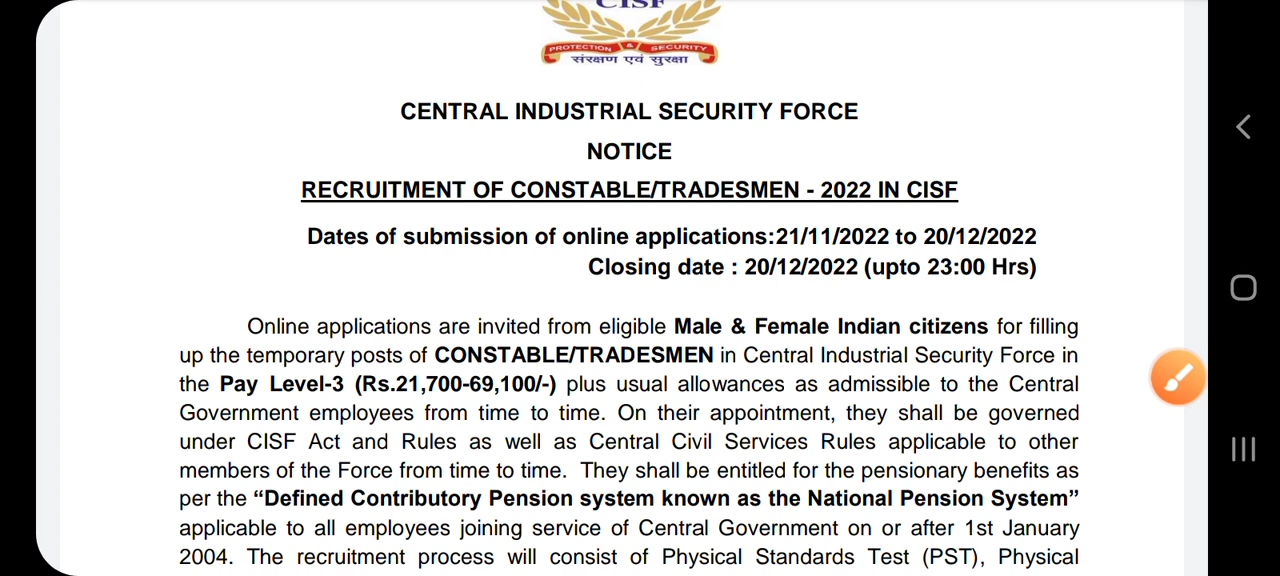 CISF
PROTECTION & SECURITY
संरक्षण एवं सुरक्षा
CENTRAL INDUSTRIAL SECURITY FORCE
NOTICE
RECRUITMENT OF CONSTABLE/TRADESMEN - 2022 IN CISF
Dates of submission of online applications:21/11/2022 to 20/12/2022
Closing date : 20/12/2022 (upto 23:00 Hrs)
Online applications are invited from eligible Male & Female Indian citizens for filling
up the temporary posts of CONSTABLE/TRADESMEN in Central Industrial Security Force in
the Pay Level-3 (Rs.21,700-69,100/-) plus usual allowances as admissible to the Central
Government employees from time to time. On their appointment, they shall be governed
under CISF Act and Rules as well as Central Civil Services Rules applicable to other
members of the Force from time to time. They shall be entitled for the pensionary benefits as
per the “Defined Contributory Pension system known as the National Pension System”
applicable to all employees joining service of Central Government on or after 1st January
2004. The recruitment process will consist of Physical Standards Test (PST), Physical